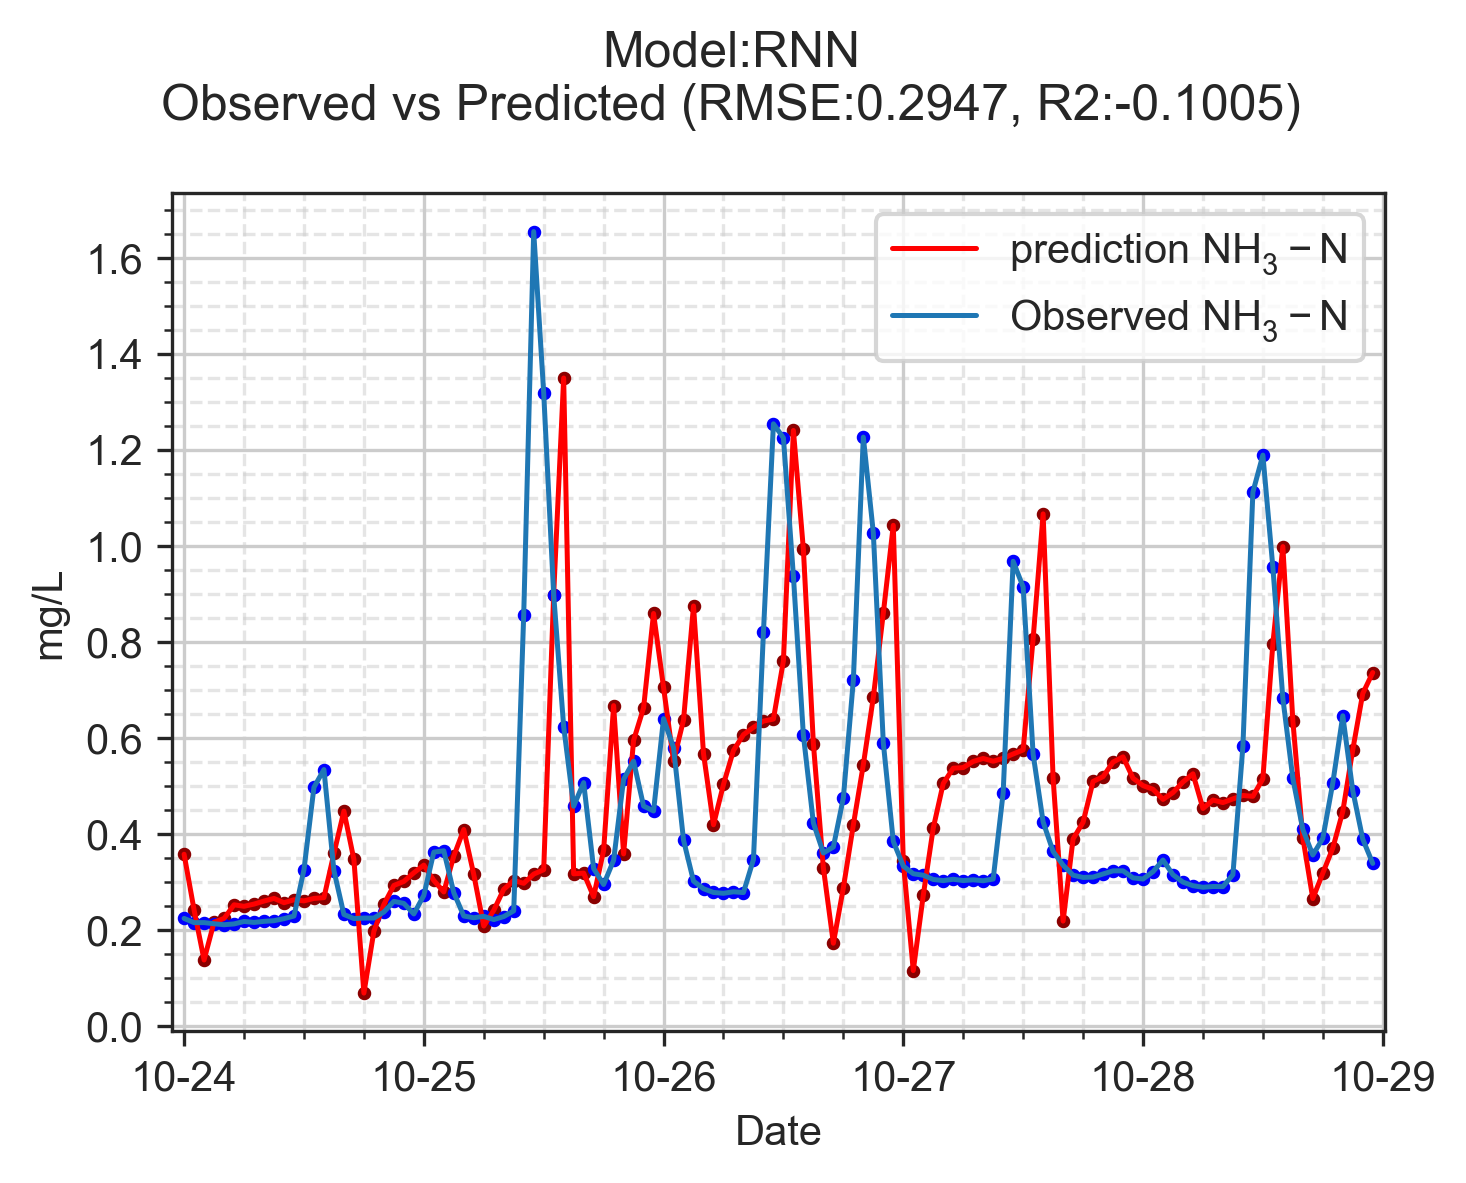 Model:RNN
Observed vs Predicted (RMSE:0.2947, R2:-0.1005)
prediction NH₃ − N
Observed NH₃ − N
1.6
1.4
1.2
1.0
0.8
0.6
0.4
0.2
0.0
mg/L
10-24 10-25 10-26 10-27 10-28 10-29
Date